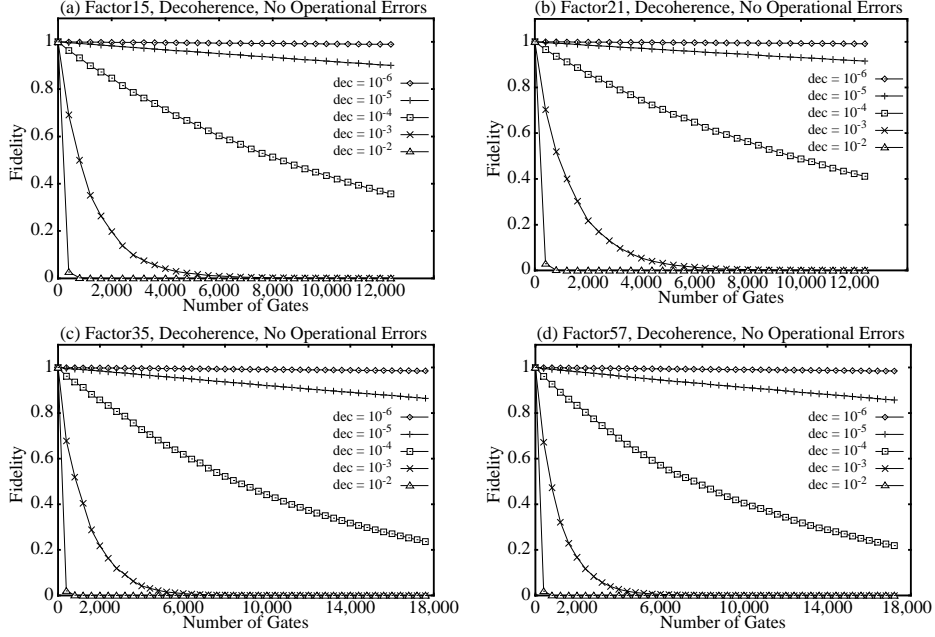 (a) Factor15, Decoherence, No Operational Errors
Fidelity
1
0.8
0.6
0.4
0.2
0
dec = 10-6
dec = 10-5
dec = 10-4
dec = 10-3
dec = 10-2
0 2,000 4,000 6,000 8,000 10,000 12,000
Number of Gates
(b) Factor21, Decoherence, No Operational Errors
Fidelity
1
0.8
0.6
0.4
0.2
0
dec = 10-6
dec = 10-5
dec = 10-4
dec = 10-3
dec = 10-2
0 2,000 4,000 6,000 8,000 10,000 12,000
Number of Gates
(c) Factor35, Decoherence, No Operational Errors
Fidelity
1
0.8
0.6
0.4
0.2
0
dec = 10-6
dec = 10-5
dec = 10-4
dec = 10-3
dec = 10-2
0 2,000 6,000 10,000 14,000 18,000
Number of Gates
(d) Factor57, Decoherence, No Operational Errors
Fidelity
1
0.8
0.6
0.4
0.2
0
dec = 10-6
dec = 10-5
dec = 10-4
dec = 10-3
dec = 10-2
0 2,000 6,000 10,000 14,000 18,000
Number of Gates